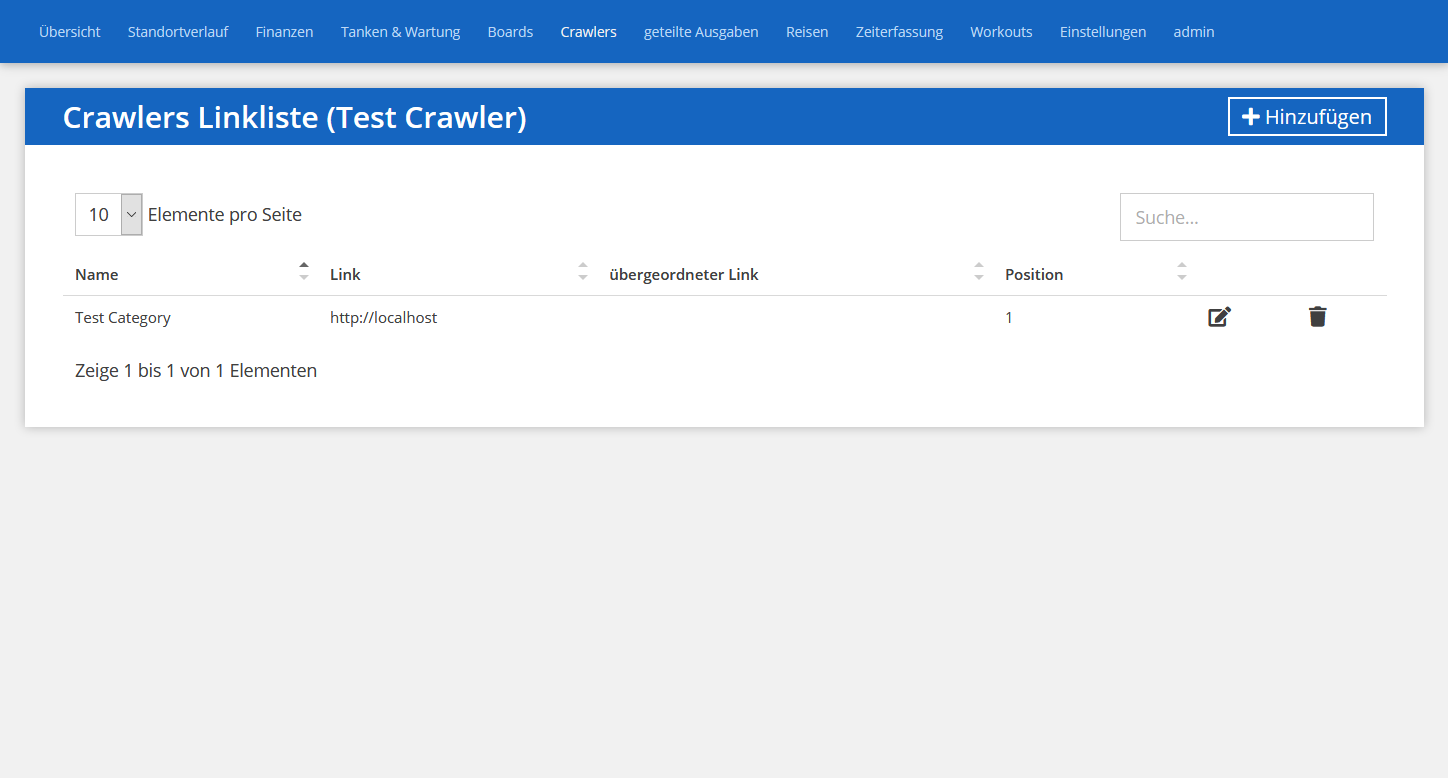 Übersicht Standortverlauf Finanzen Tanken & Wartung Boards Crawlers geteilte Ausgaben Reisen Zeiterfassung Workouts Einstellungen admin
Crawlers Linkliste (Test Crawler) Hinzufügen
10 Elemente pro Seite Suche...
Name Link übergeordneter Link Position
Test Category http://localhost 1
Zeige 1 bis 1 von 1 Elementen